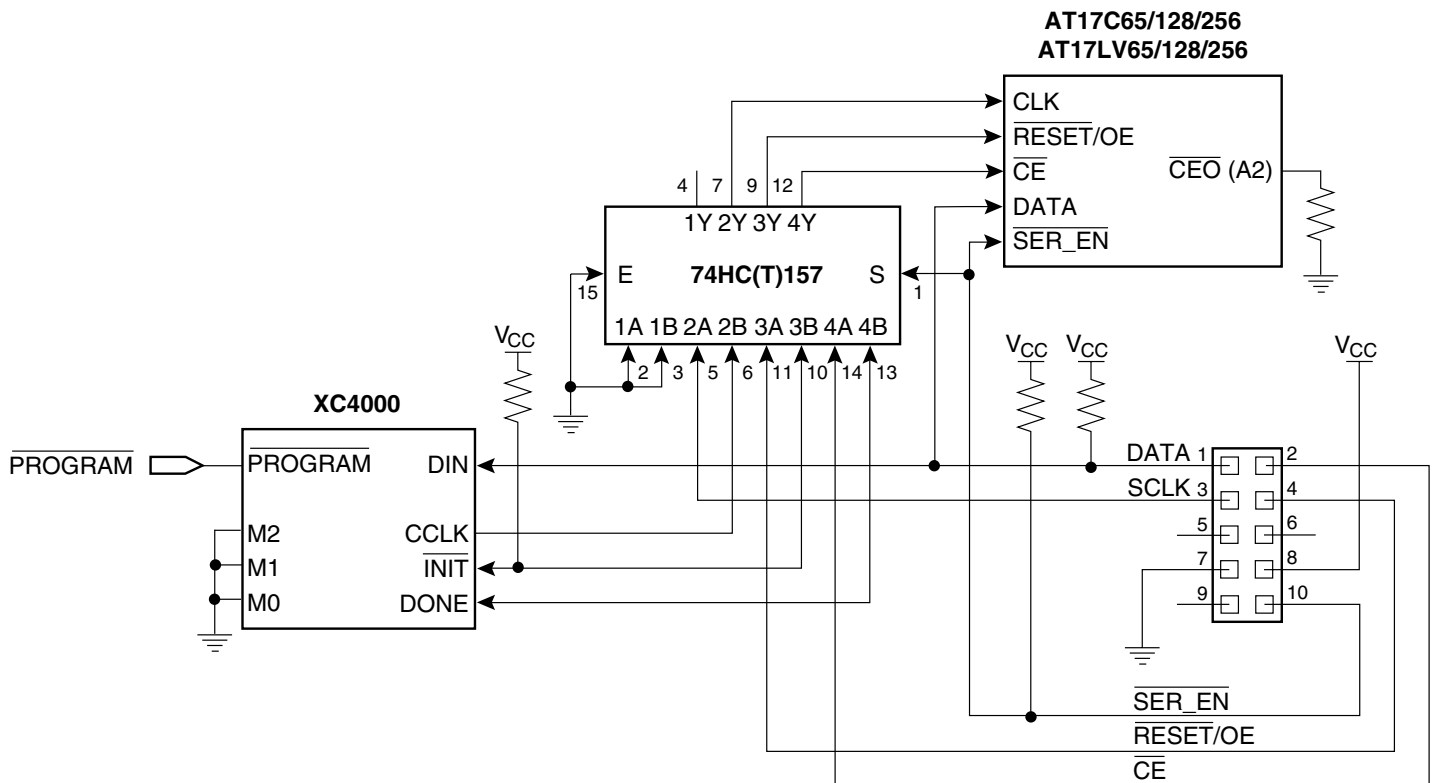 AT17C65/128/256
AT17LV65/128/256
CLK
RESET/OE
CE
DATA
SER_EN
CEO (A2)
4 7 9 12
1Y 2Y 3Y 4Y
E 74HC(T)157 S
15 1
1A 1B 2A 2B 3A 3B 4A 4B
2 3 5 6 11 10 14 13
VCC
VCC VCC VCC
XC4000
PROGRAM
PROGRAM
DIN
M2
CCLK
M1
INIT
M0
DONE
DATA 1 2
SCLK 3 4
5 6
7 8
9 10
SER_EN
RESET/OE
CE